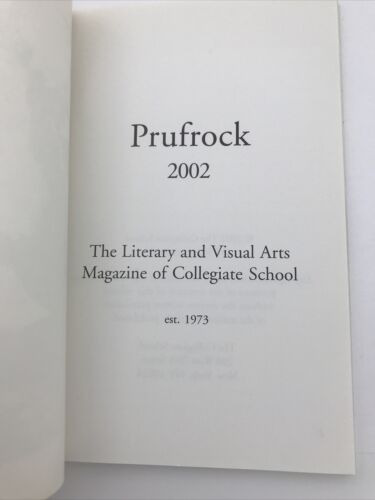 Prufrock
2002
The Literary and Visual Arts
Magazine of Collegiate School
est. 1973